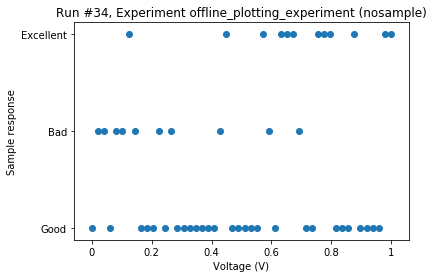 Run #34, Experiment offline_plotting_experiment (nosample)
Excellent
Bad
Good
Sample response
0
0.2
0.4
0.6
0.8
1
Voltage (V)